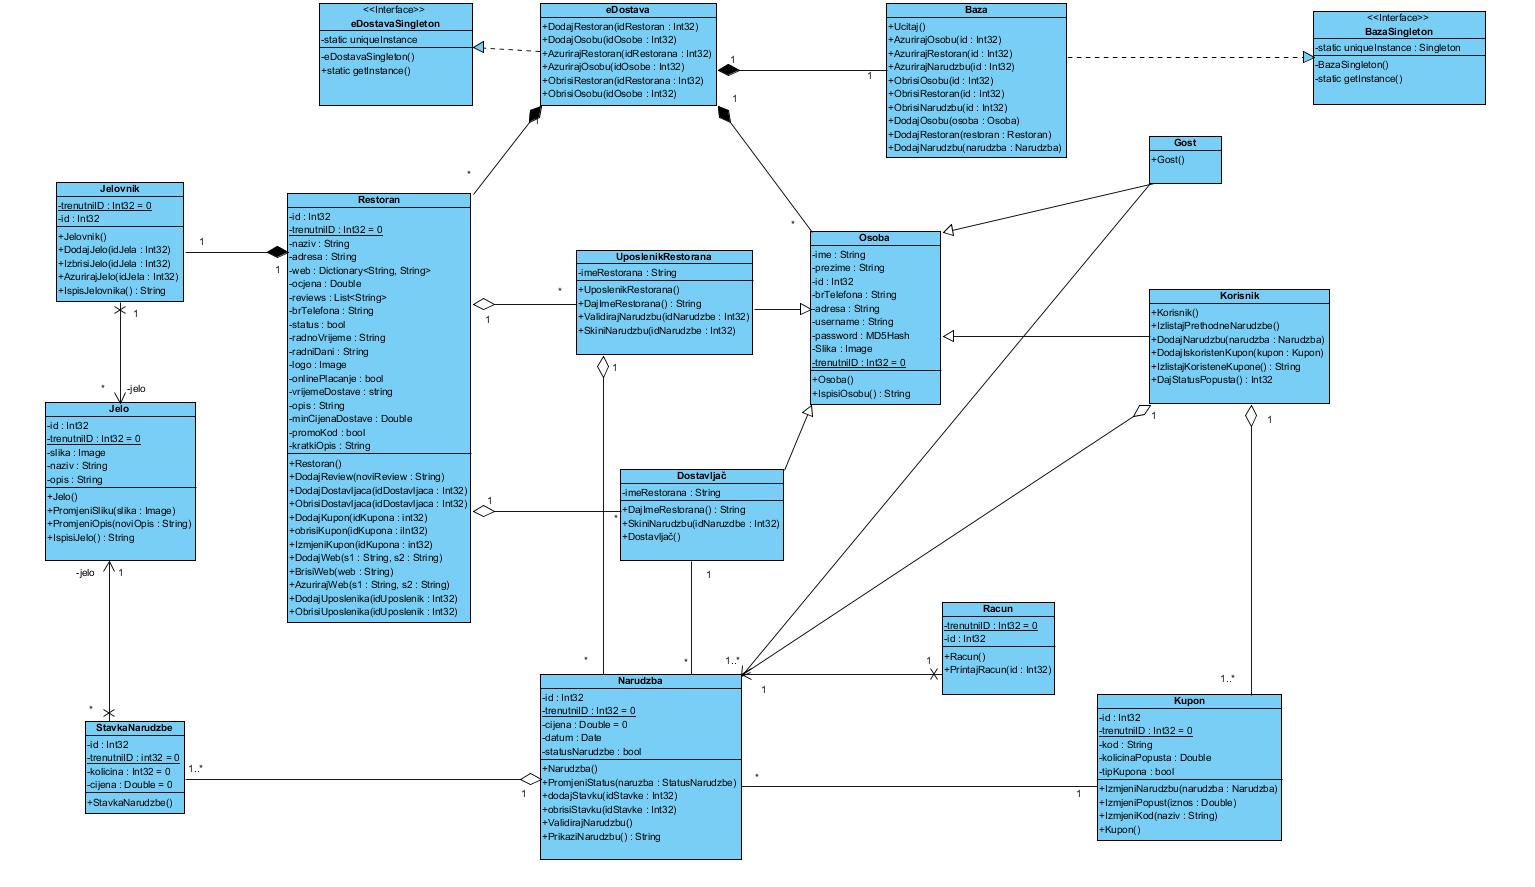 <<Interface>>
eDostavaSingleton
-static uniqueInstance
-eDostavaSingleton()
+static getInstance()
eDostava
+DodajRestoran(idRestoran : Int32)
+DodajOsobu(idOsobe : Int32)
+AzurirajRestoran(idRestorana : Int32)
+AzurirajOsobu(idOsobe : Int32)
+ObrisiRestoran(idRestorana : Int32)
+ObrisiOsobu(idOsobe : Int32)
1
1
1
1
*
*
Baza
+Ucitaj()
+AzurirajOsobu(id : Int32)
+AzurirajRestoran(id : Int32)
+AzurirajNarudzbu(id : Int32)
+ObrisiOsobu(id : Int32)
+ObrisiRestoran(id : Int32)
+ObrisiNarudzbu(id : Int32)
+DodajOsobu(osoba : Osoba)
+DodajRestoran(restoran : Restoran)
+DodajNarudzbu(narudzba : Narudzba)
<<Interface>>
BazaSingleton
-static uniqueInstance : Singleton
-BazaSingleton()
-static getInstance()
Gost
+Gost()
Jelovnik
-trenutniID : Int32 = 0
-id : Int32
+Jelovnik()
+DodajJelo(idJela : Int32)
+IzbrisiJelo(idJela : Int32)
+AzurirajJelo(idJela : Int32)
+IspisJelovnika() : String
1
1
1
*
-jelo
Restoran
-id : Int32
-trenutniID : Int32 = 0
-naziv : String
-adresa : String
-web : Dictionary<String, String>
-ocjena : Double
-reviews : List<String>
-brTelefona : String
-status : bool
-radnoVrijeme : String
-radniDani : String
-logo : Image
-onlinePlacanje : bool
-vrijemeDostave : string
-opis : String
-minCijenaDostave : Double
-promoKod : bool
-kratkiOpis : String
+Restoran()
+DodajReview(noviReview : String)
+DodajDostavljaca(idDostavljaca : Int32)
+ObrisiDostavljaca(idDostavljaca : Int32)
+DodajKupon(idKupona : int32)
+obrisiKupon(idKupona : iInt32)
+IzmjeniKupon(idKupona : int32)
+DodajWeb(s1 : String, s2 : String)
+BrisiWeb(web : String)
+AzurirajWeb(s1 : String, s2 : String)
+DodajUposlenika(idUposlenik : Int32)
+ObrisiUposlenika(idUposlenik : Int32)
UposlenikRestorana
-imeRestorana : String
+UposlenikRestorana()
+DajImeRestorana() : String
+ValidirajNarudzbu(idNarudzbe : Int32)
+SkiniNarudzbu(idNarudzbe : Int32)
*
1
1
Osoba
-ime : String
-prezime : String
-id : Int32
-brTelefona : String
-adresa : String
-username : String
-password : MD5Hash
-Slika : Image
-trenutniID : Int32 = 0
+Osoba()
+IspisiOsobu() : String
Korisnik
+Korisnik()
+IzlistajPrethodneNarudzbe()
+DodajNarudzbu(narudzba : Narudzba)
+DodajIskoristenKupon(kupon : Kupon)
+IzlistajKoristeneKupone() : String
+DajStatusPopusta() : Int32
1
1
Jelo
-id : Int32
-trenutniID : Int32 = 0
-slika : Image
-naziv : String
-opis : String
+Jelo()
+PromjeniSliku(slika : Image)
+PromjeniOpis(noviOpis : String)
+IspisiJelo() : String
-jelo
1
*
Dostavljač
-imeRestorana : String
+DajImeRestorana() : String
+SkiniNarudzbu(idNaruzdbe : Int32)
+Dostavljač()
1
*
1
*
*
1..*
1
1
Racun
-trenutniID : Int32 = 0
-id : Int32
+Racun()
+PrintajRacun(id : Int32)
1..*
StavkaNarudzbe
-id : Int32
-trenutniID : int32 = 0
-kolicina : Int32 = 0
-cijena : Double = 0
+StavkaNarudzbe()
1..*
1
Narudzba
-id : Int32
-trenutniID : Int32 = 0
-cijena : Double = 0
-datum : Date
-statusNarudzbe : bool
+Narudzba()
+PromjeniStatus(naruzba : StatusNarudzbe)
+dodajStavku(idStavke : Int32)
+obrisiStavku(idStavke : Int32)
+ValidirajNarudzbu()
+PrikaziNarudzbu() : String
*
1
Kupon
-id : Int32
-trenutniID : Int32 = 0
-kod : String
-kolicinaPopusta : Double
-tipKupona : bool
+IzmjeniNarudzbu(narudzba : Narudzba)
+IzmjeniPopust(iznos : Double)
+IzmjeniKod(naziv : String)
+Kupon()